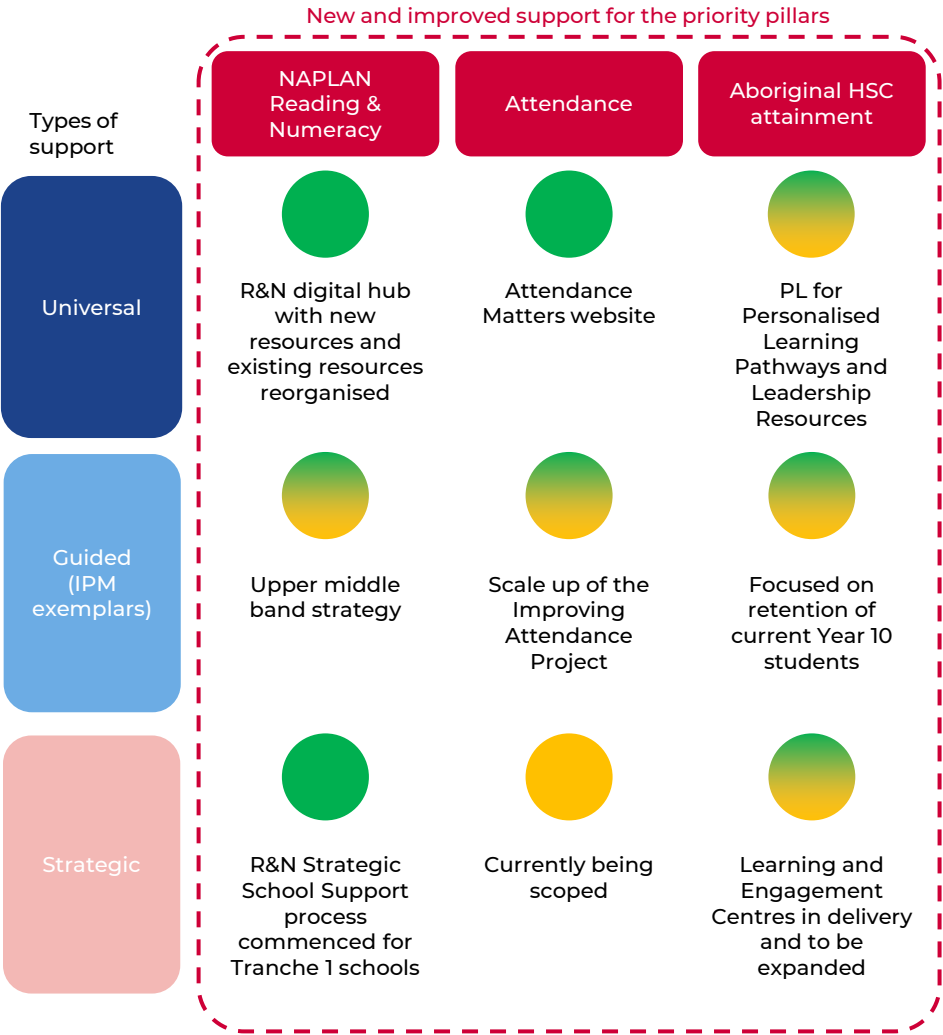 New and improved support for the priority pillars
Types of
support
NAPLAN
Reading &
Numeracy
Attendance
Aboriginal HSC
attainment
Universal
R&N digital hub
with new
resources and
existing resources
reorganised
Attendance
Matters website
PL for
Personalised
Learning
Pathways and
Leadership
Resources
Guided
(IPM
exemplars)
Upper middle
band strategy
Scale up of the
Improving
Attendance
Project
Focused on
retention of
current Year 10
students
Strategic
R&N Strategic
School Support
process
commenced for
Tranche 1 schools
Currently being
scoped
Learning and
Engagement
Centres in delivery
and to be
expanded